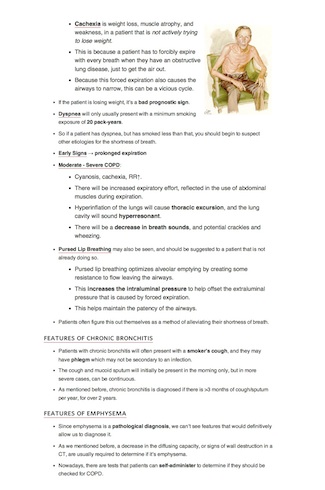 Cachexia is weight loss, muscle atrophy, and
weakness, in a patient that is not actively trying
to lose weight.
This is because a patient has to forcibly expire
with every breath when they have an obstructive
lung disease, just to get the air out.
Because this forced expiration also causes the
airways to narrow, this can be a vicious cycle.
If the patient is losing weight, it's a bad prognostic sign.
Dyspnea will only usually present with a minimum smoking
exposure of 20 pack-years.
So if a patient has dyspnea, but has smoked less than that, you should begin to suspect
other etiologies for the shortness of breath.
Early Signs → prolonged expiration
Moderate - Severe COPD:
Cyanosis, cachexia, RR↑.
There will be increased expiratory effort, reflected in the use of abdominal
muscles during expiration.
Hyperinflation of the lungs will cause thoracic excursion, and the lung
cavity will sound hyperresonant.
There will be a decrease in breath sounds, and potential crackles and
wheezing.
Pursed Lip Breathing may also be seen, and should be suggested to a patient that is not
already doing so.
Pursed lip breathing optimizes alveolar emptying by creating some
resistance to flow leaving the airways.
This increases the intraluminal pressure to help offset the extraluminal
pressure that is caused by forced expiration.
This helps maintain the patency of the airways.
Patients often figure this out themselves as a method of alleviating their shortness of breath.
FEATURES OF CHRONIC BRONCHITIS
Patients with chronic bronchitis will often present with a smoker's cough, and they may
have phlegm which may not be secondary to an infection.
The cough and mucoid sputum will initially be present in the morning only, but in more
severe cases, can be continuous.
As mentioned before, chronic bronchitis is diagnosed if there is >3 months of cough/sputum
per year, for over 2 years.
FEATURES OF EMPHYSEMA
Since emphysema is a pathological diagnosis, we can't see features that would definitively
allow us to diagnose it.
As we mentioned before, a decrease in the diffusing capacity, or signs of wall destruction in a
CT, are usually required to determine if it's emphysema.
Nowadays, there are tests that patients can self-administer to determine if they should be
checked for COPD.